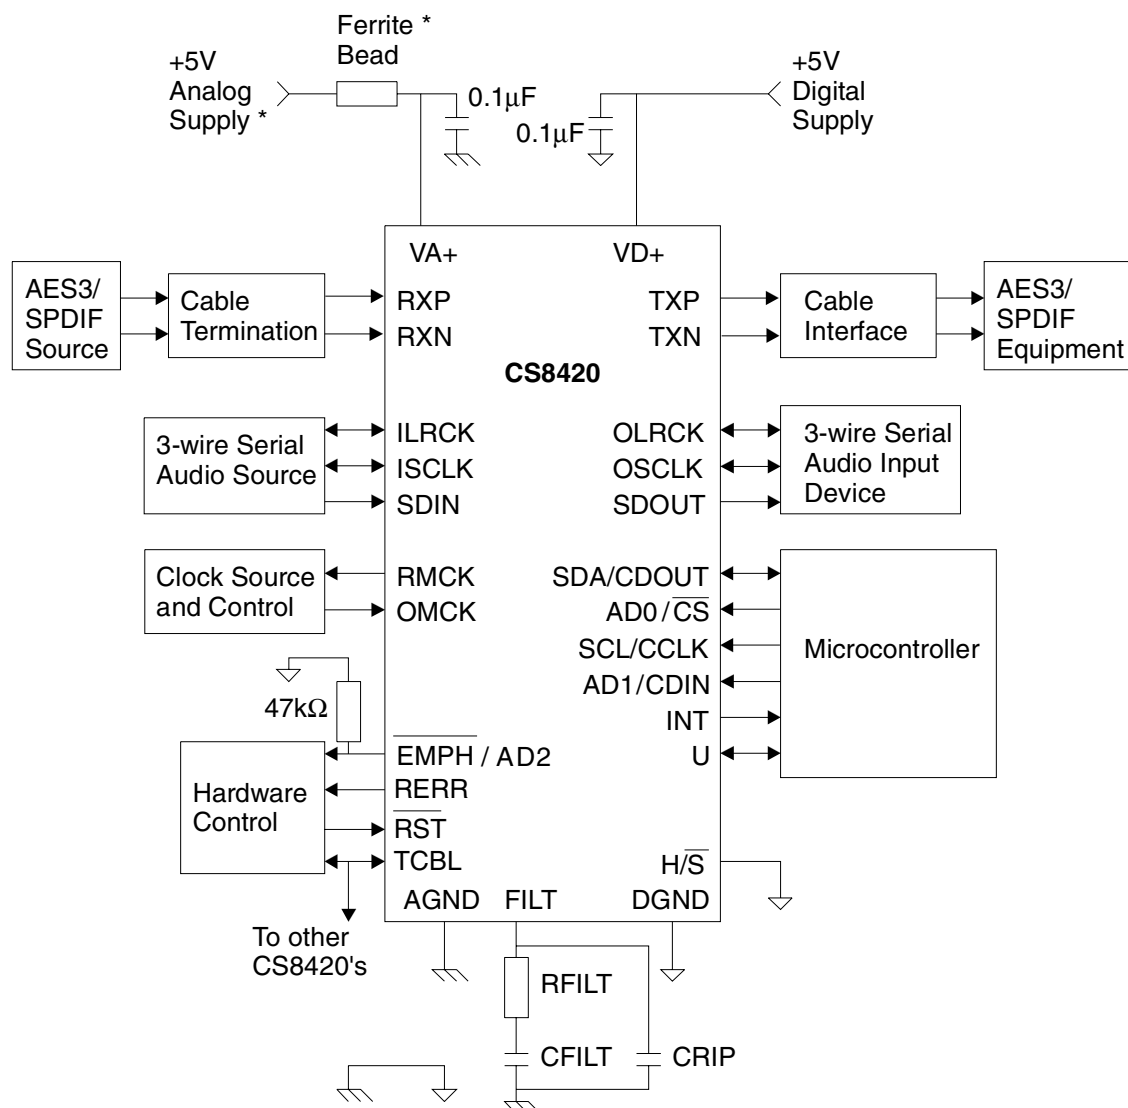 Ferrite *
Bead
+5V
Analog
Supply *
0.1µF
0.1µF
+5V
Digital
Supply
VA+
VD+
AES3/
SPDIF
Source
Cable
Termination
RXP
RXN
TXP
TXN
Cable
Interface
AES3/
SPDIF
Equipment
CS8420
3-wire Serial
Audio Source
ILRCK
ISCLK
SDIN
OLRCK
OSCLK
SDOUT
3-wire Serial
Audio Input
Device
Clock Source
and Control
RMCK
OMCK
SDA/CDOUT
AD0/C̅S̅
SCL/CCLK
AD1/CDIN
INT
U
Microcontroller
47kΩ
Hardware
Control
E̅M̅P̅H̅ / AD2
RERR
R̅S̅T̅
TCBL
H/S̅
AGND
FILT
DGND
To other
CS8420's
RFILT
CFILT
CRIP